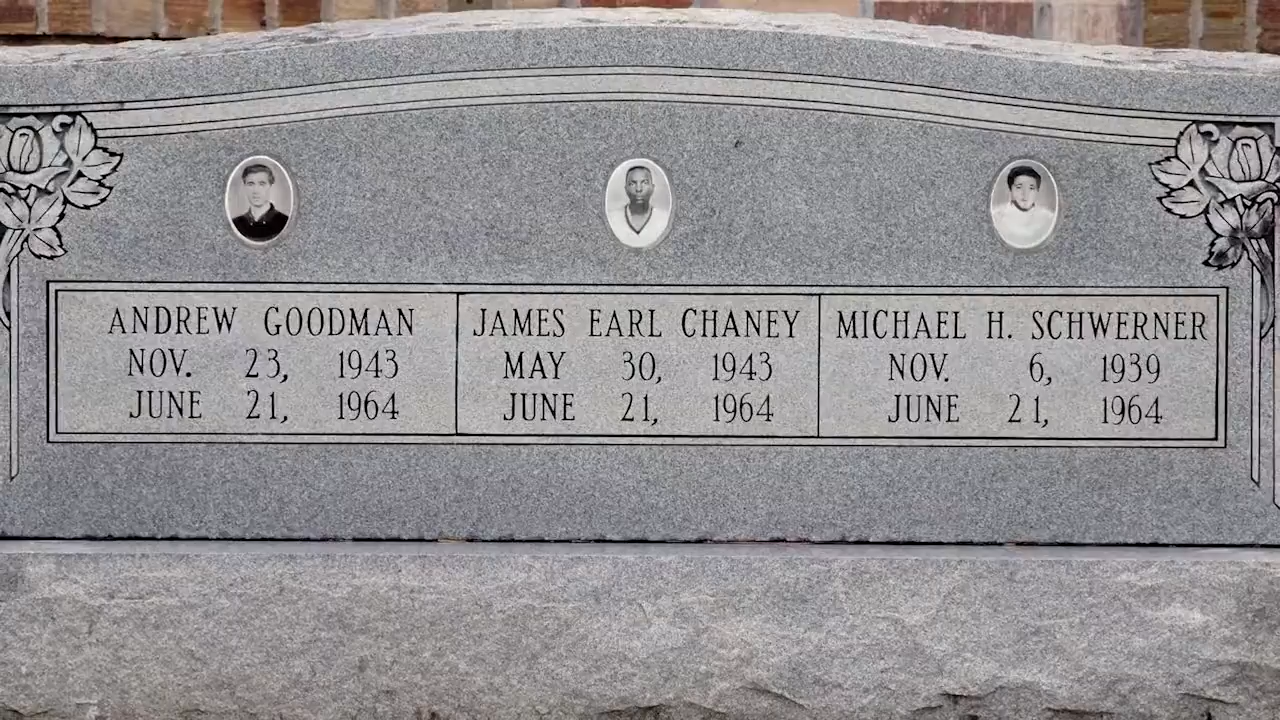 ANDREW GOODMAN
NOV. 23, 1943
JUNE 21, 1964
JAMES EARL CHANEY
MAY 30, 1943
JUNE 21, 1964
MICHAEL H. SCHWERNER
NOV. 6, 1939
JUNE 21, 1964